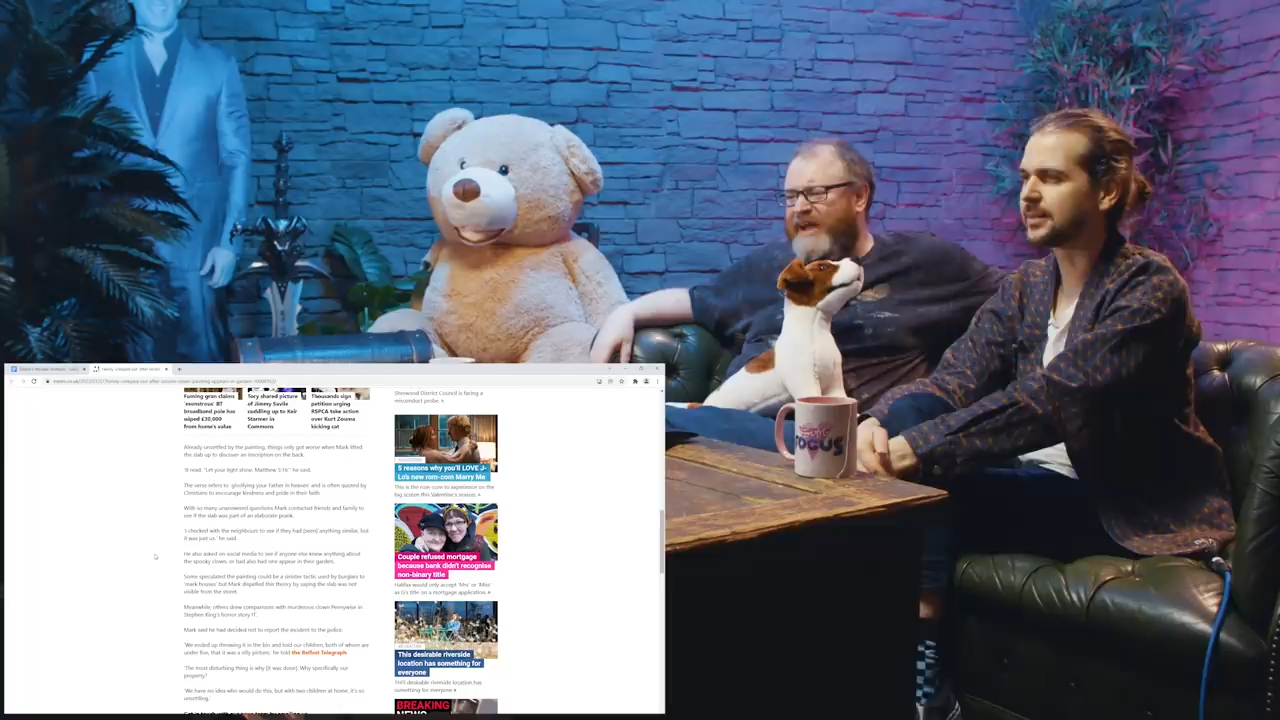 Fuming gran claims
'monstrous' BT
broadband pole has
wiped £30,000
from home's value
Tory shared picture
of Jimmy Savile
cuddling up to Keir
Starmer in
Commons
Thousands sign
petition urging
RSPCA take action
over Kurt Zouma
kicking cat
Already unsettled by the painting, things only got worse when Mark lifted
the slab up to discover an inscription on the back.
'It read: "Let your light shine. Matthew 5:16"' he said.
The verse refers to 'glorifying your Father in heaven' and is often quoted by
Christians to encourage kindness and pride in their faith.
With so many unanswered questions Mark contacted friends and family to
see if the slab was part of an elaborate prank.
'I checked with the neighbours to see if they had [seen] anything similar, but
it was just us,' he said.
He also asked on social media to see if anyone else knew anything about
the spooky clown, or had also had one appear in their garden.
Some speculated the painting could be a sinister tactic used by burglars to
'mark houses' but Mark dispelled this theory by saying the slab was not
visible from the street.
Meanwhile, others drew comparisons with murderous clown Pennywise in
Stephen King's horror story IT.
Mark said he had decided not to report the incident to the police.
'We ended up throwing it in the bin and told our children, both of whom are
under five, that it was a silly picture,' he told the Belfast Telegraph.
'The most disturbing thing is why [it was done]. Why specifically our
property?
'We have no idea who would do this, but with two children at home, it's so
unsettling.
Sherwood District Council is facing a
misconduct probe. »
5 reasons why you'll LOVE J-
Lo's new rom-com Marry Me
This is the rom-com to experience on the
big screen this Valentine's season. »
Couple refused mortgage
because bank didn't recognise
non-binary title
Halifax would only accept 'Mrs' or 'Miss'
as G's title on a mortgage application. »
This desirable riverside
location has something for
everyone
This desirable riverside location has
something for everyone »
BREAKING
NEWS
FOCUS